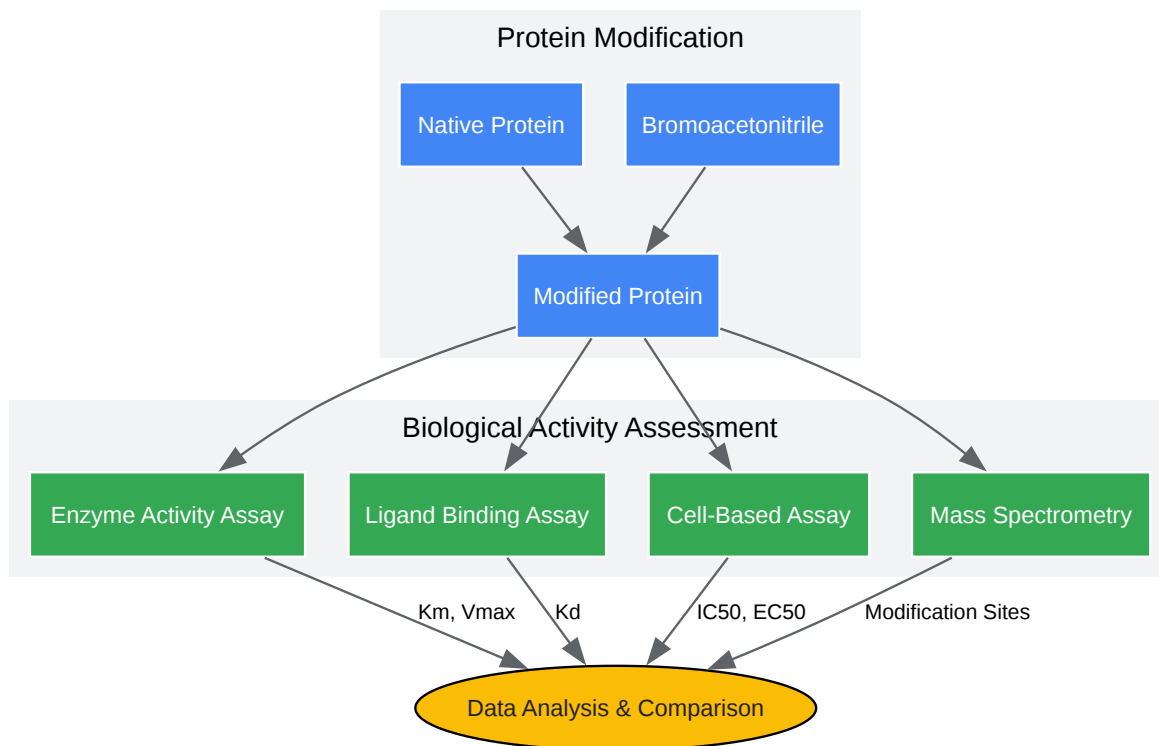 Protein Modification
Native Protein
Bromoacetonitrile
Modified Protein
Biological Activity Assessment
Enzyme Activity Assay
Ligand Binding Assay
Cell-Based Assay
Mass Spectrometry
Km, Vmax
Kd
IC50, EC50
Modification Sites
Data Analysis & Comparison